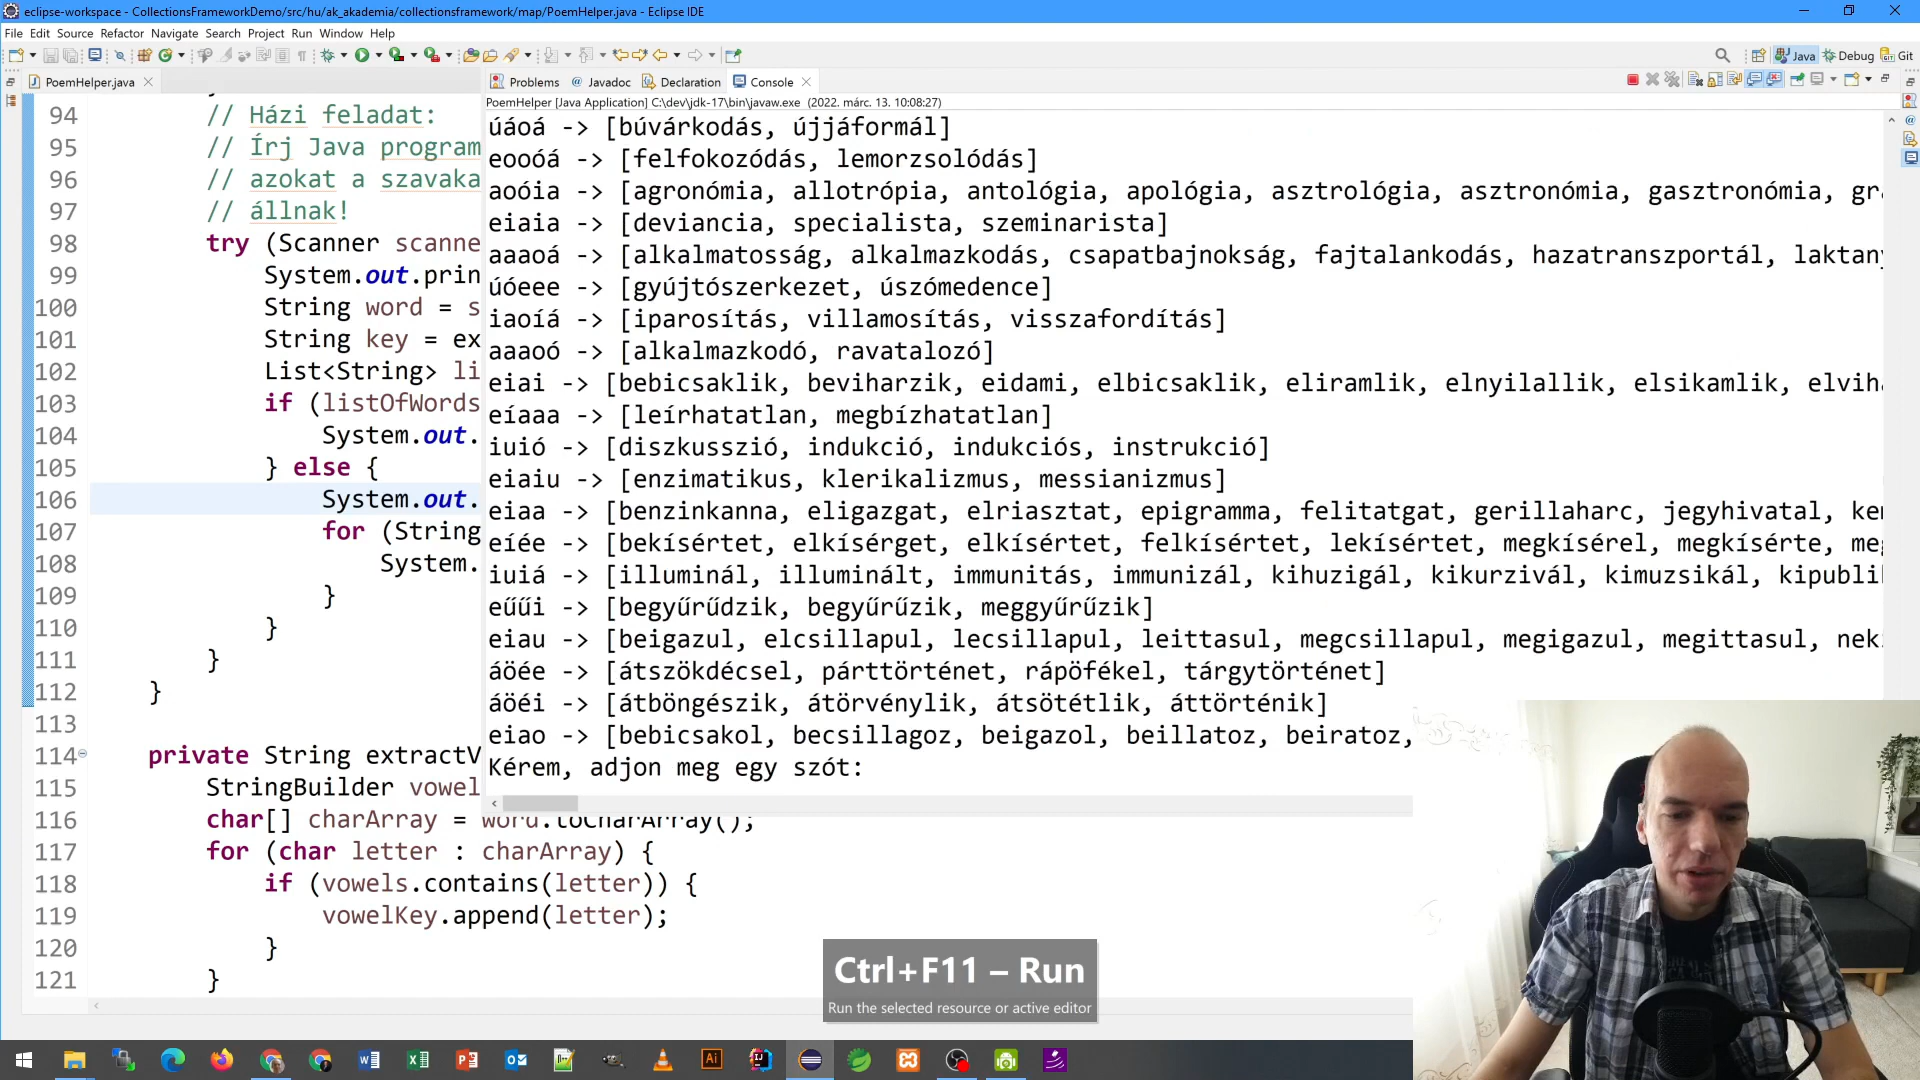 eclipse-workspace - CollectionsFrameworkDemo/src/hu/ak_akademia/collectionsframework/map/PoemHelper.java - Eclipse IDE
File Edit Source Refactor Navigate Search Project Run Window Help
Java Debug Git
PoemHelper.java
Problems Javadoc Declaration Console
PoemHelper [Java Application] C:\dev\jdk-17\bin\javaw.exe (2022. márc. 13. 10:08:27)
94 // Házi feladat:
95 // Írj Java program
96 // azokat a szavaka
97 // állnak!
98 try (Scanner scanne
99 System.out.prin
100 String word = s
101 String key = ex
102 List<String> li
103 if (listOfWords
104 System.out.
105 } else {
106 System.out.
107 for (String
108 System.
109 }
110 }
111 }
112 }
113
114 private String extractV
115 StringBuilder vowel
116 char[] charArray = word.toCharArray();
117 for (char letter : charArray) {
118 if (vowels.contains(letter)) {
119 vowelKey.append(letter);
120 }
121 }
úáoá -> [búvárkodás, újjáformál]
eooóá -> [felfokozódás, lemorzsolódás]
aoóia -> [agronómia, allotrópia, antológia, apológia, asztrológia, asztronómia, gasztronómia, gra
eiaia -> [deviancia, specialista, szeminarista]
aaaoá -> [alkalmatosság, alkalmazkodás, csapatbajnokság, fajtalankodás, hazatranszportál, laktany
úóeee -> [gyújtószerkezet, úszómedence]
iaoíá -> [iparosítás, villamosítás, visszafordítás]
aaaoó -> [alkalmazkodó, ravatalozó]
eiai -> [bebicsaklik, beviharzik, eidami, elbicsaklik, eliramlik, elnyilallik, elsikamlik, elviha
eíaaa -> [leírhatatlan, megbízhatatlan]
iuió -> [diszkusszió, indukció, indukciós, instrukció]
eiaiu -> [enzimatikus, klerikalizmus, messianizmus]
eiaa -> [benzinkanna, eligazgat, elriasztat, epigramma, felitatgat, gerillaharc, jegyhivatal, ke
eíée -> [bekísértet, elkísérget, elkísértet, felkísértet, lekísértet, megkísérel, megkísérte, meg
iuiá -> [illuminál, illuminált, immunitás, immunizál, kihuzigál, kikurzivál, kimuzsikál, kipubli
eűűi -> [begyűrűdzik, begyűrűzik, meggyűrűzik]
eiau -> [beigazul, elcsillapul, lecsillapul, leittasul, megcsillapul, megigazul, megittasul, nek
áöée -> [átszökdécsel, párttörténet, rápöfékel, tárgytörténet]
áöéi -> [átböngészik, átörvénylik, átsötétlik, áttörténik]
eiao -> [bebicsakol, becsillagoz, beigazol, beillatoz, beiratoz,
Kérem, adjon meg egy szót:
Ctrl+F11 – Run
Run the selected resource or active editor